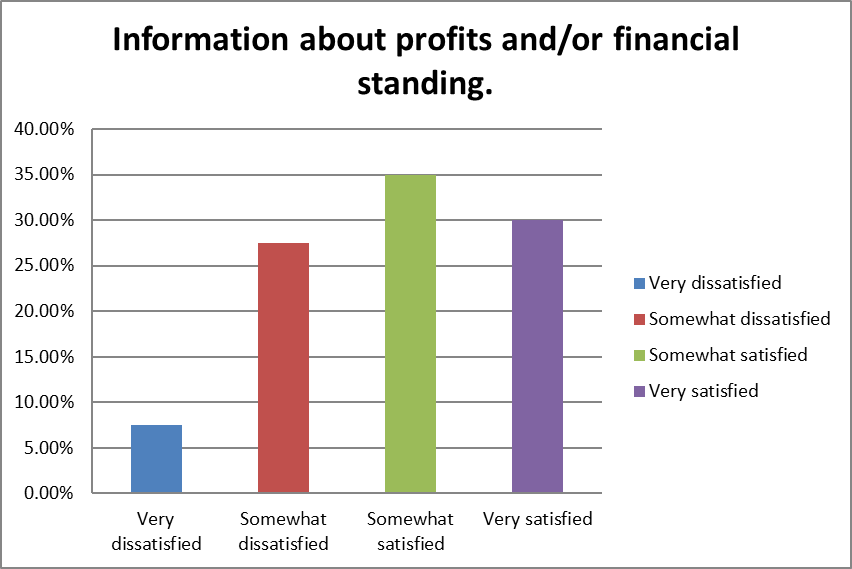 Information about profits and/or financial
standing.
40.00%
35.00%
30.00%
25.00%
20.00%
15.00%
10.00%
5.00%
0.00%
Very
dissatisfied
Somewhat
dissatisfied
Somewhat
satisfied
Very satisfied
Very dissatisfied
Somewhat dissatisfied
Somewhat satisfied
Very satisfied